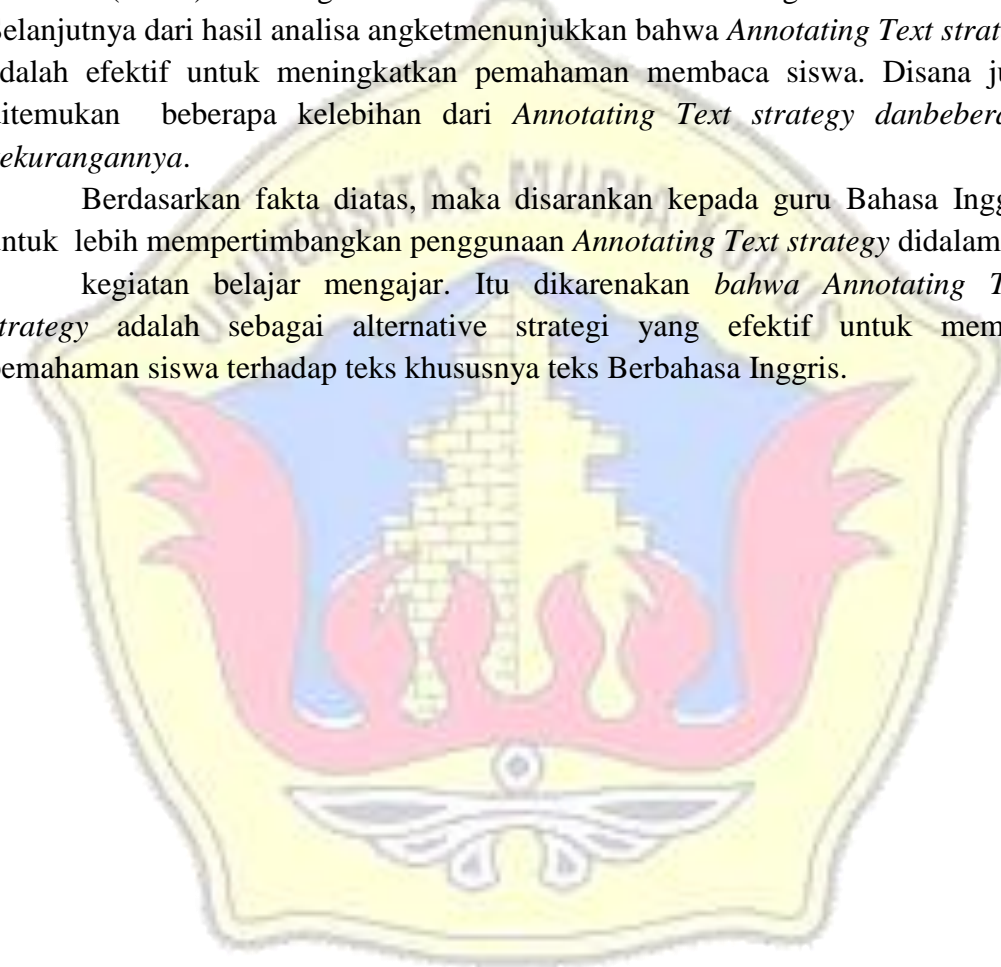 Selanjutnya dari hasil analisa angketmenunjukkan bahwa Annotating Text strat
adalah efektif untuk meningkatkan pemahaman membaca siswa. Disana ju
ditemukan beberapa kelebihan dari Annotating Text strategy danbebera
kekurangannya.
Berdasarkan fakta diatas, maka disarankan kepada guru Bahasa Ingg
untuk lebih mempertimbangkan penggunaan Annotating Text strategy didalam
kegiatan belajar mengajar. Itu dikarenakan bahwa Annotating T
strategy adalah sebagai alternative strategi yang efektif untuk mem
pemahaman siswa terhadap teks khususnya teks Berbahasa Inggris.
UNIVERSITAS MURIA KUDUS